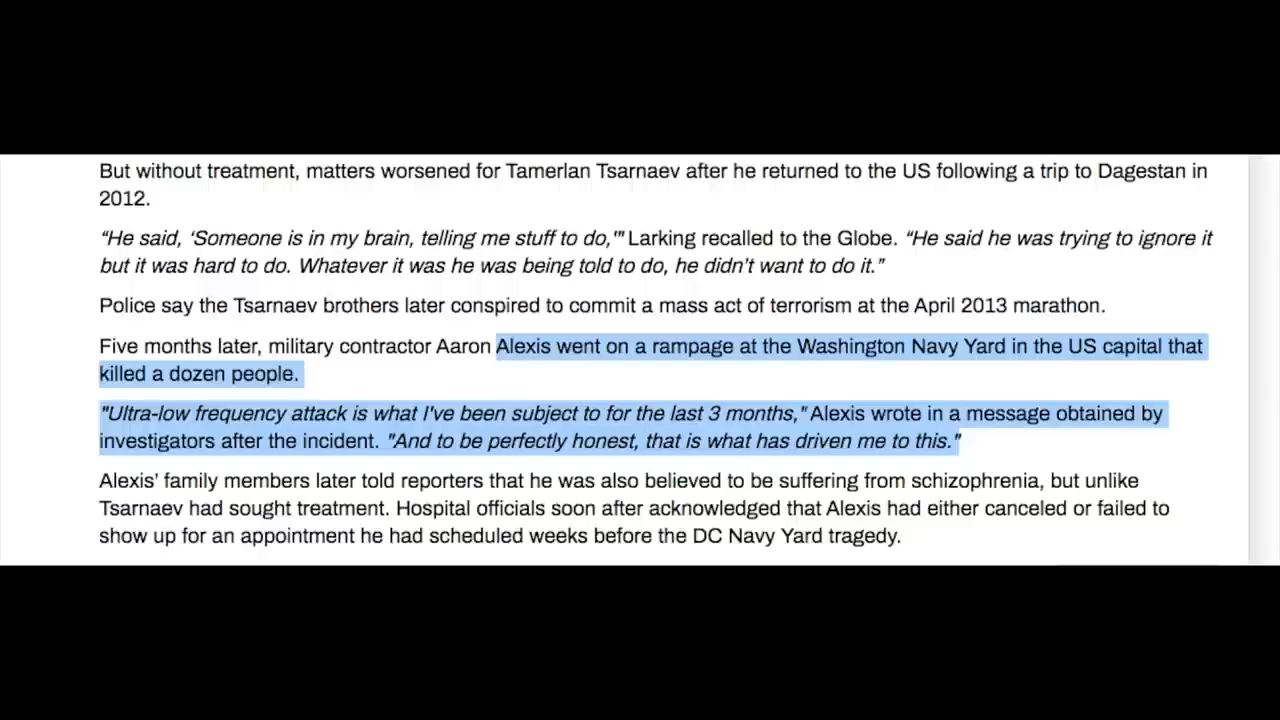 But without treatment, matters worsened for Tamerlan Tsarnaev after he returned to the US following a trip to Dagestan in
2012.
“He said, ‘Someone is in my brain, telling me stuff to do,’” Larking recalled to the Globe. “He said he was trying to ignore it
but it was hard to do. Whatever it was he was being told to do, he didn’t want to do it.”
Police say the Tsarnaev brothers later conspired to commit a mass act of terrorism at the April 2013 marathon.
Five months later, military contractor Aaron Alexis went on a rampage at the Washington Navy Yard in the US capital that
killed a dozen people.
"Ultra-low frequency attack is what I've been subject to for the last 3 months," Alexis wrote in a message obtained by
investigators after the incident. "And to be perfectly honest, that is what has driven me to this."
Alexis’ family members later told reporters that he was also believed to be suffering from schizophrenia, but unlike
Tsarnaev had sought treatment. Hospital officials soon after acknowledged that Alexis had either canceled or failed to
show up for an appointment he had scheduled weeks before the DC Navy Yard tragedy.